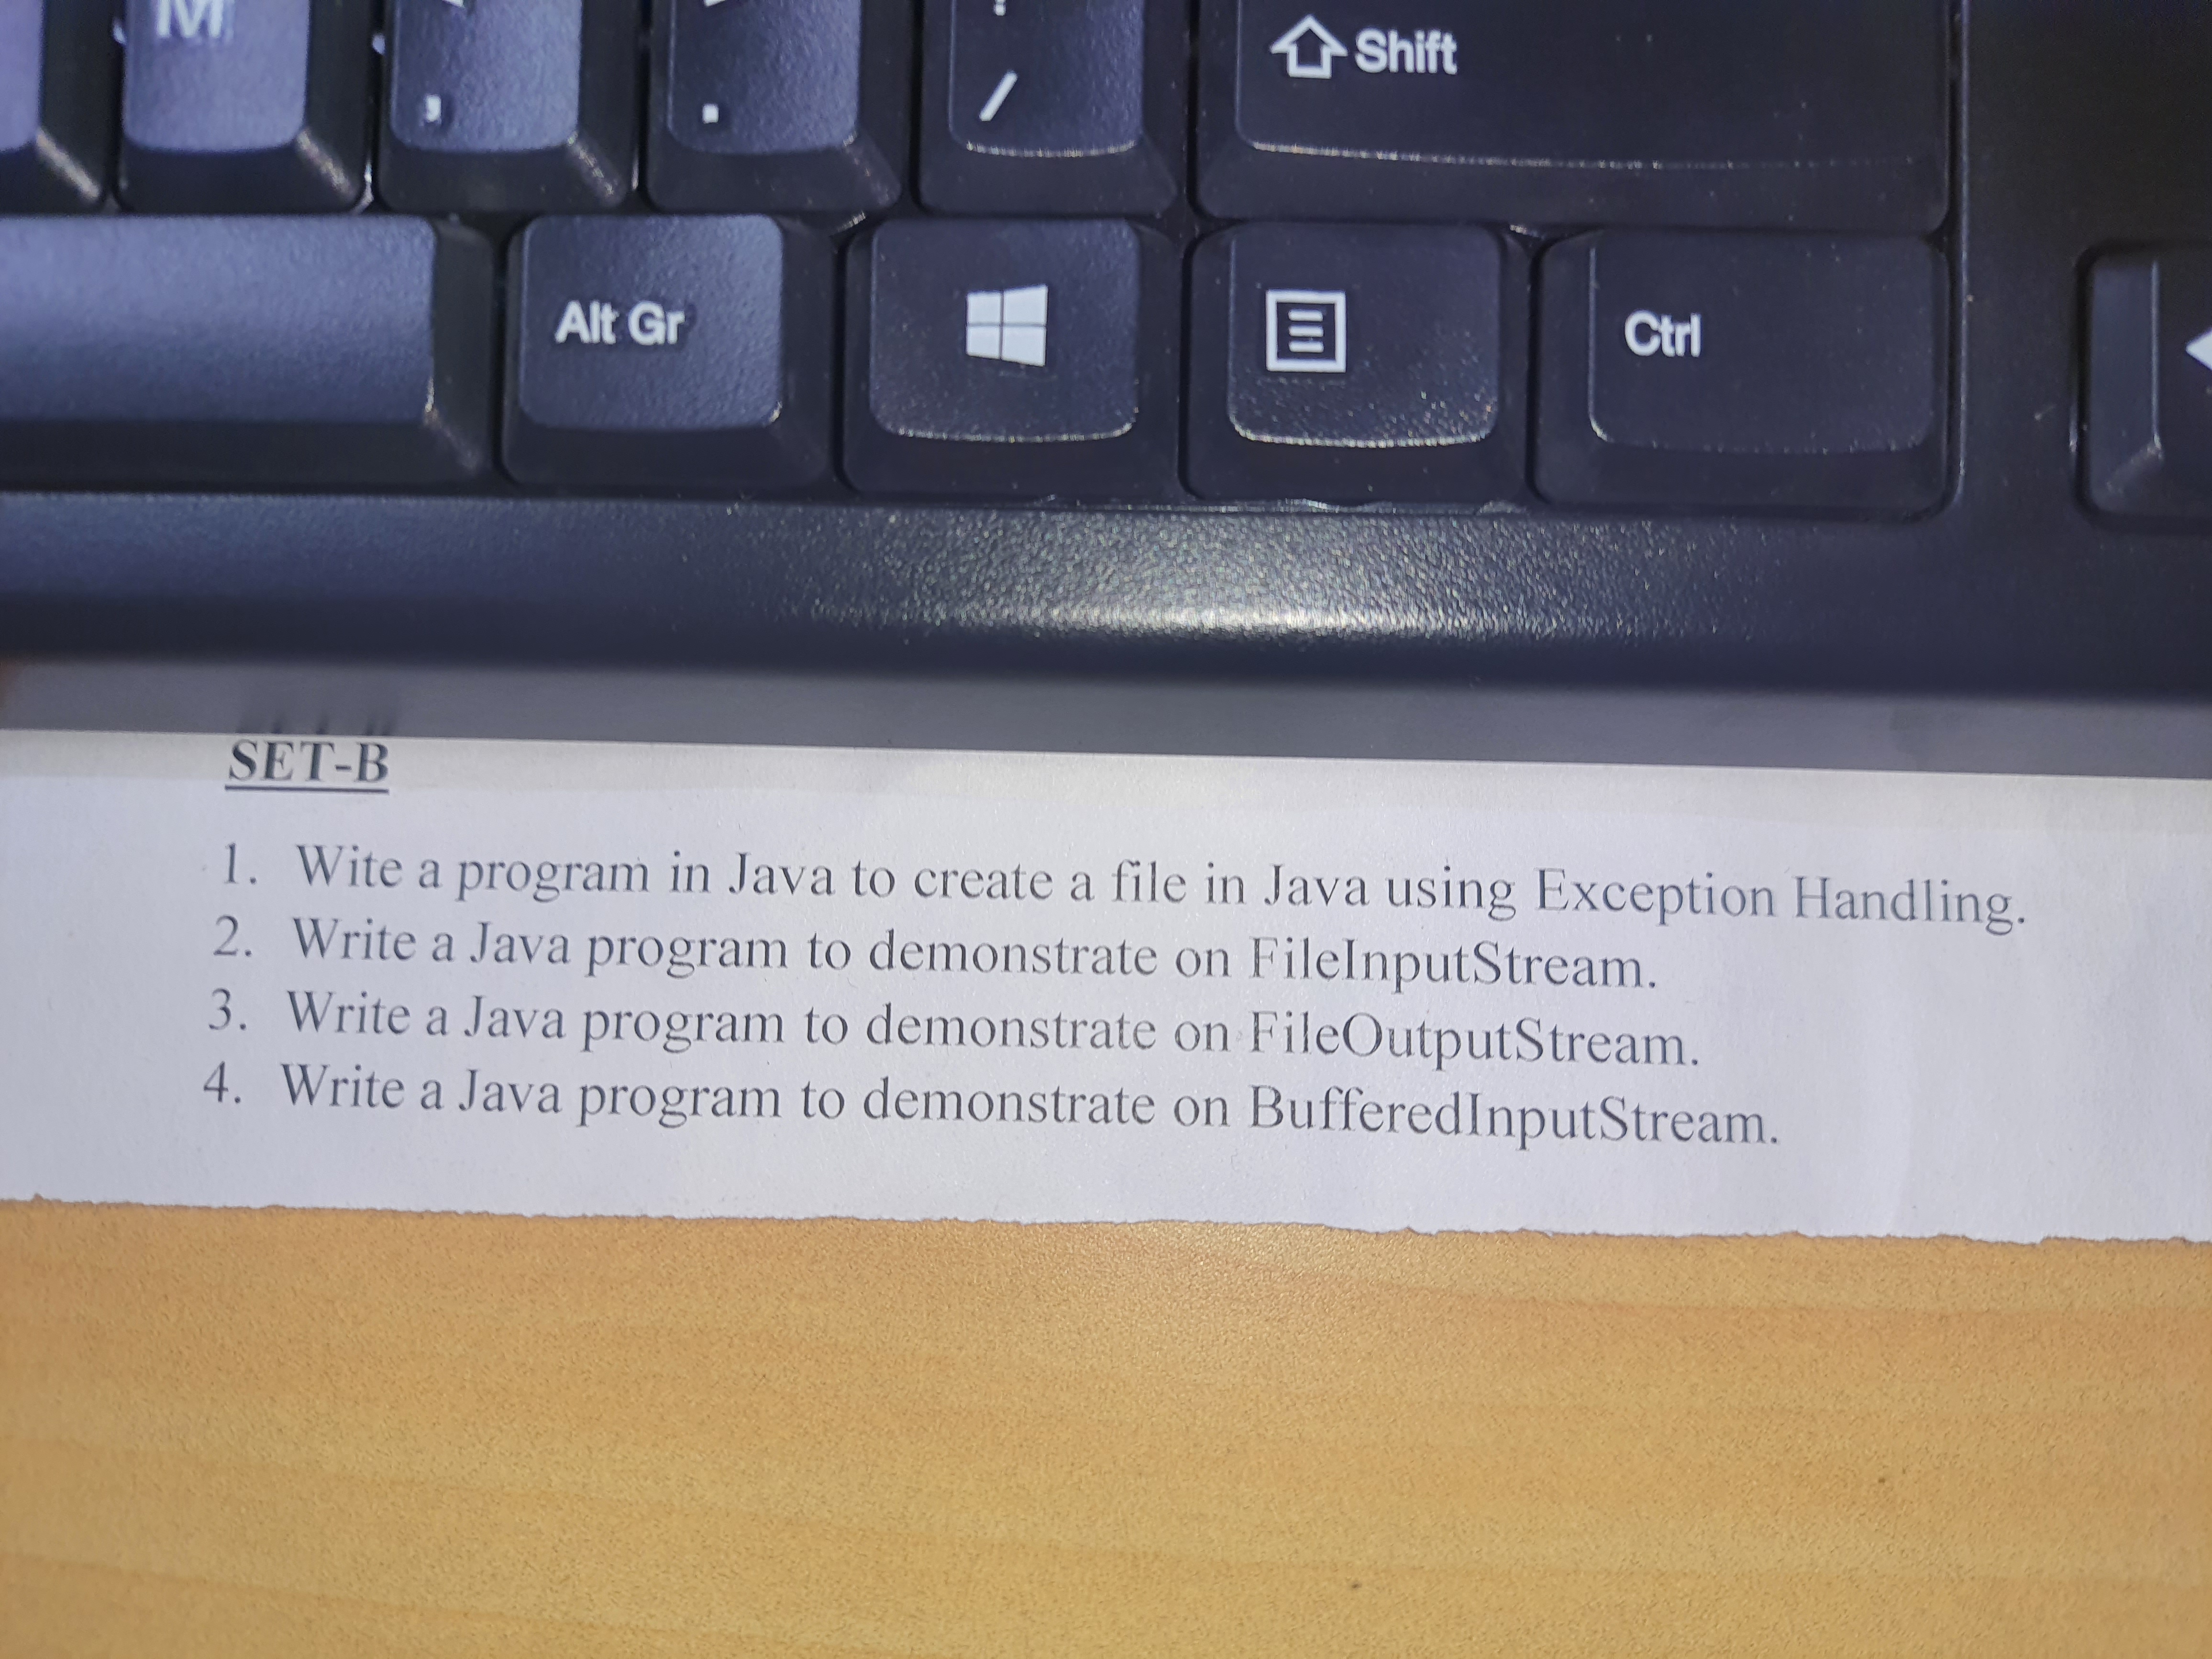 SET-B
1. Wite a program in Java to create a file in Java using Exception Handling.
2. Write a Java program to demonstrate on FileInputStream.
3. Write a Java program to demonstrate on FileOutputStream.
4. Write a Java program to demonstrate on BufferedInputStream.
M
,
.
/
Shift
Alt Gr
Ctrl